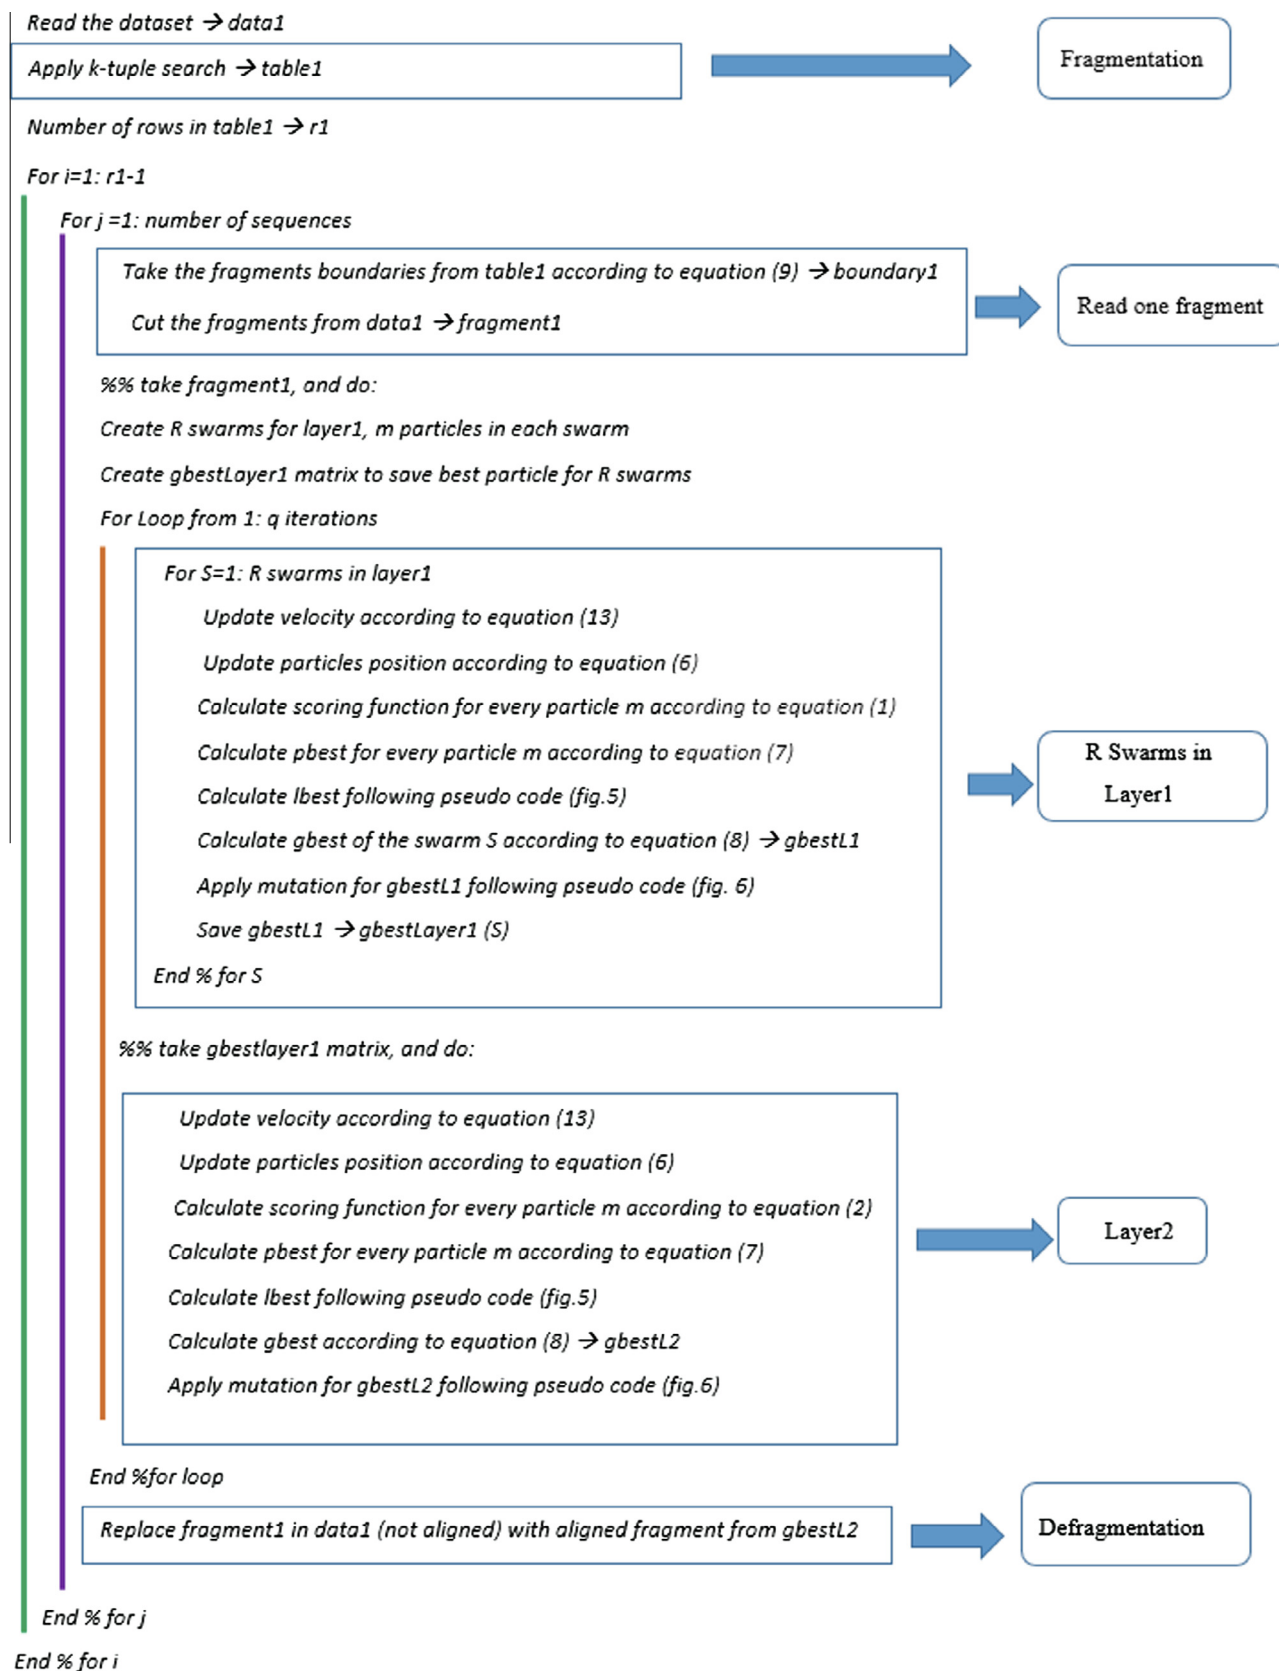 Read the dataset → data1
Apply k-tuple search → table1
Fragmentation
Number of rows in table1 → r1
For i=1: r1-1
For j =1: number of sequences
Take the fragments boundaries from table1 according to equation (9) → boundary1
Cut the fragments from data1 → fragment1
Read one fragment
%% take fragment1, and do:
Create R swarms for layer1, m particles in each swarm
Create gbestLayer1 matrix to save best particle for R swarms
For Loop from 1: q iterations
For S=1: R swarms in layer1
Update velocity according to equation (13)
Update particles position according to equation (6)
Calculate scoring function for every particle m according to equation (1)
Calculate pbest for every particle m according to equation (7)
Calculate lbest following pseudo code (fig.5)
Calculate gbest of the swarm S according to equation (8) → gbestL1
Apply mutation for gbestL1 following pseudo code (fig. 6)
Save gbestL1 → gbestLayer1 (S)
End % for S
R Swarms in
Layer1
%% take gbestlayer1 matrix, and do:
Update velocity according to equation (13)
Update particles position according to equation (6)
Calculate scoring function for every particle m according to equation (2)
Calculate pbest for every particle m according to equation (7)
Calculate lbest following pseudo code (fig.5)
Calculate gbest according to equation (8) → gbestL2
Apply mutation for gbestL2 following pseudo code (fig.6)
Layer2
End %for loop
Replace fragment1 in data1 (not aligned) with aligned fragment from gbestL2
Defragmentation
End % for j
End % for i